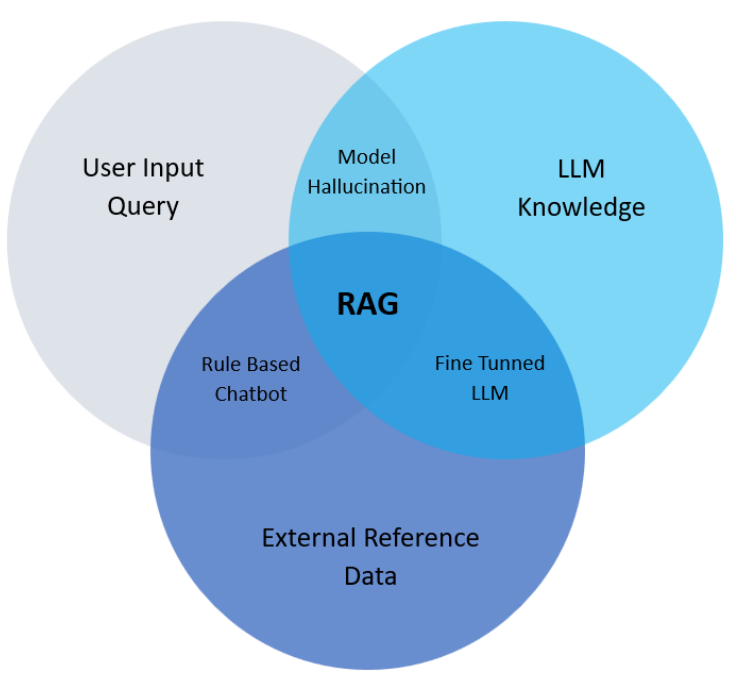 User Input
Query
Model
Hallucination
LLM
Knowledge
RAG
Rule Based
Chatbot
Fine Tunned
LLM
External Reference
Data